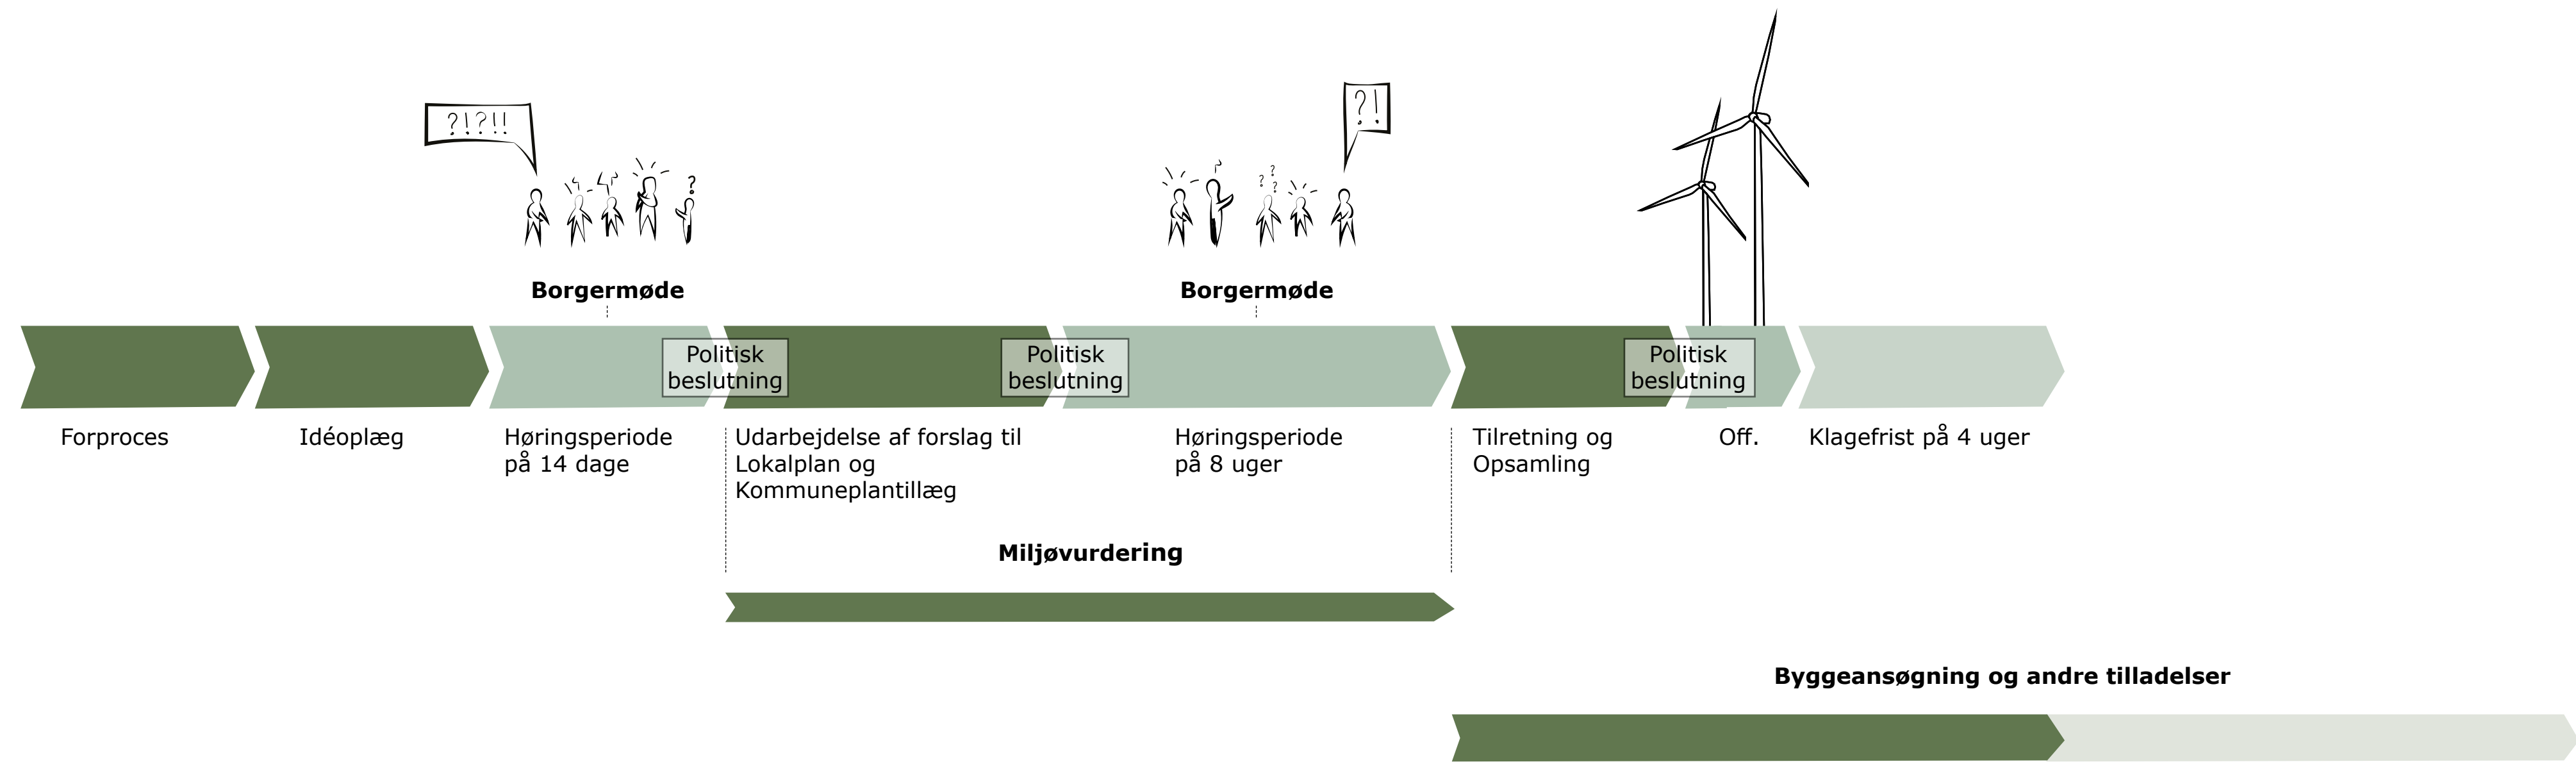 ?!?!!
?!
?
?
?
?
Borgermøde
Borgermøde
Politisk
beslutning
Politisk
beslutning
Politisk
beslutning
Forproces
Idéoplæg
Høringsperiode
på 14 dage
Udarbejdelse af forslag til
Lokalplan og
Kommuneplantillæg
Høringsperiode
på 8 uger
Tilretning og
Opsamling
Off.
Klagefrist på 4 uger
Miljøvurdering
Byggeansøgning og andre tilladelser